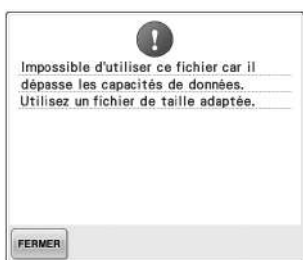 Impossible d'utiliser ce fichier car il
dépasse les capacités de données.
Utilisez un fichier de taille adaptée.
FERMER